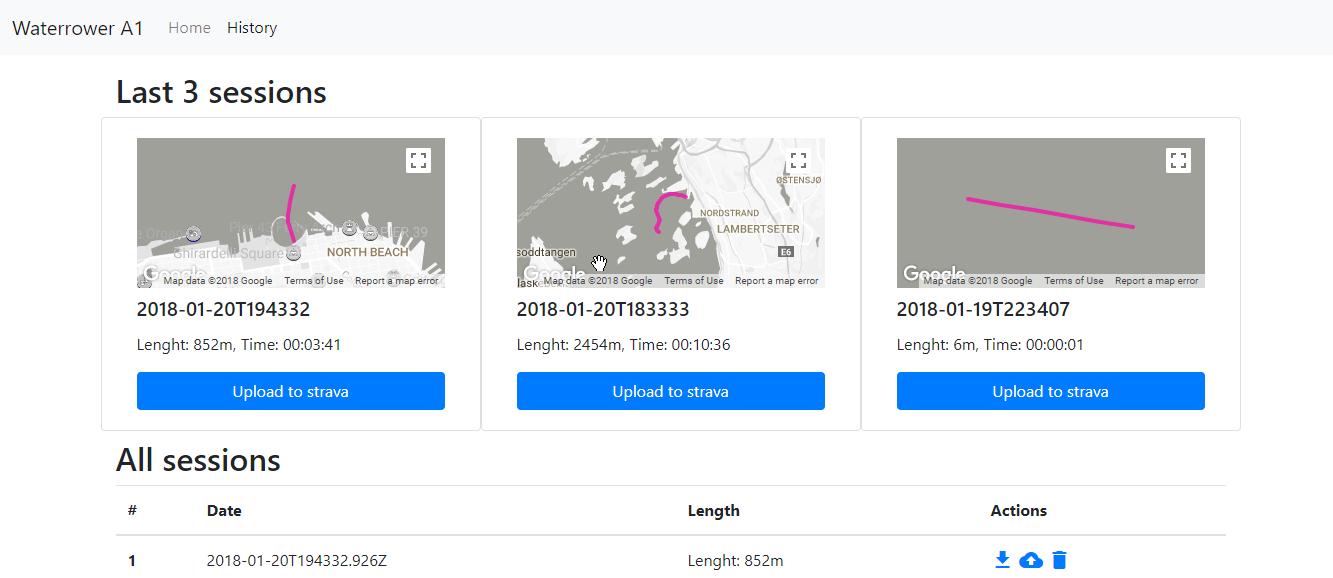 Waterrower A1 Home History
Last 3 sessions
Pier 43
PIER 39
Ghirardelli Square
NORTH BEACH
Google
Map data ©2018 Google Terms of Use Report a map error
2018-01-20T194332
Lenght: 852m, Time: 00:03:41
Upload to strava
ØSTENSJØ
NORDSTRAND
LAMBERTSETER
E6
soddtangen
Google
Map data ©2018 Google Terms of Use Report a map error
2018-01-20T183333
Lenght: 2454m, Time: 00:10:36
Upload to strava
Google
Map data ©2018 Google Terms of Use Report a map error
2018-01-19T223407
Lenght: 6m, Time: 00:00:01
Upload to strava
All sessions
# Date Length Actions
1 2018-01-20T194332.926Z Lenght: 852m